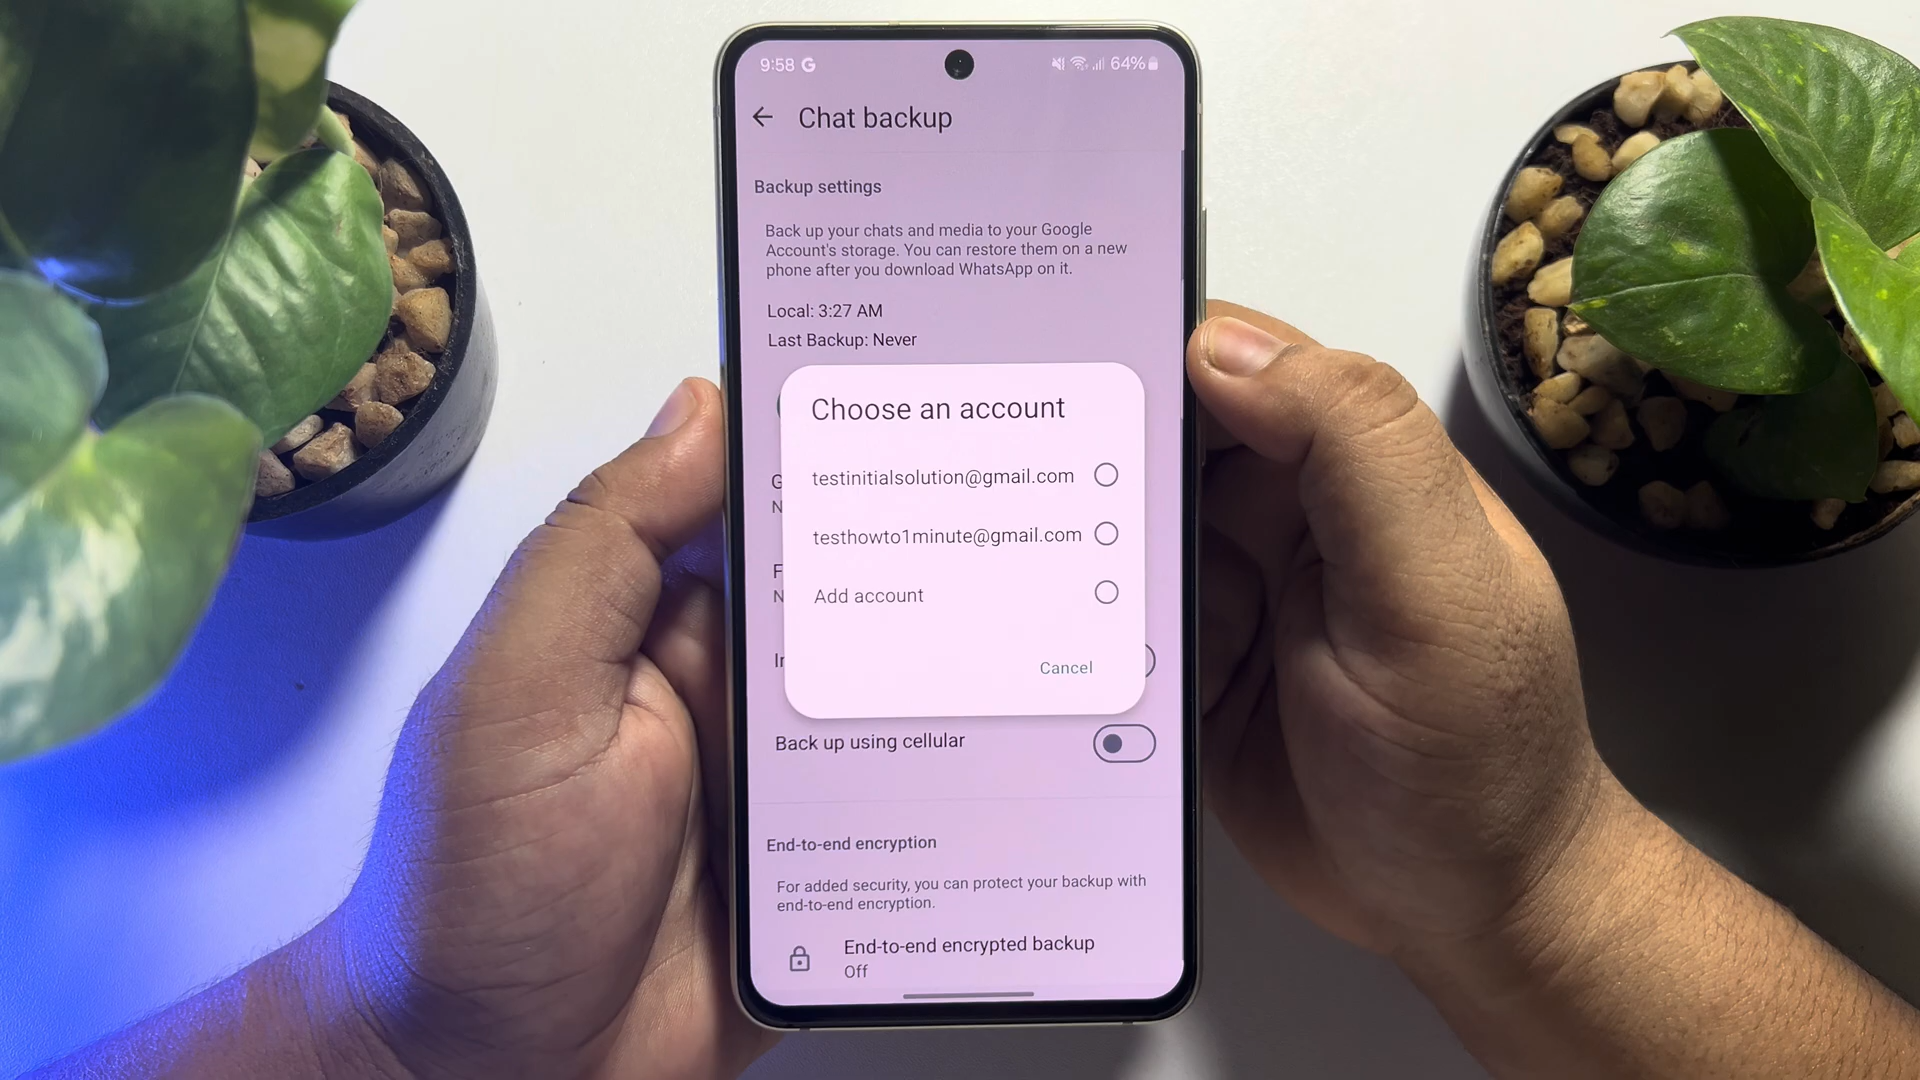 9:58 G 64%
Chat backup
Backup settings
Back up your chats and media to your Google
Account's storage. You can restore them on a new
phone after you download WhatsApp on it.
Local: 3:27 AM
Last Backup: Never
Choose an account
testinitialsolution@gmail.com
testhowto1minute@gmail.com
Add account
Cancel
Back up using cellular
End-to-end encryption
For added security, you can protect your backup with
end-to-end encryption.
End-to-end encrypted backup
Off